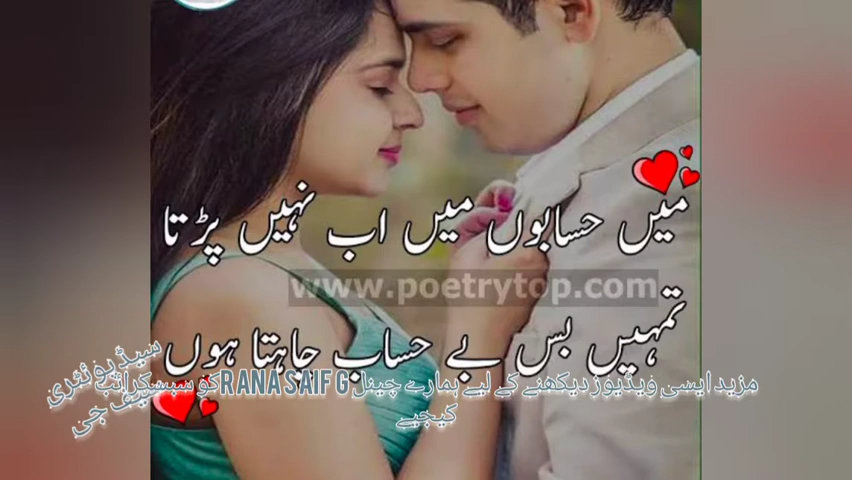 میں حسابوں میں اب نہیں پڑتا
www.poetrytop.com
تمہیں بس بے حساب چاہتا ہوں
مزید ایسی ویڈیوز دیکھنے کے لیے ہمارے چینل RANA SAIF G کو سبسکرائب
کیجیے